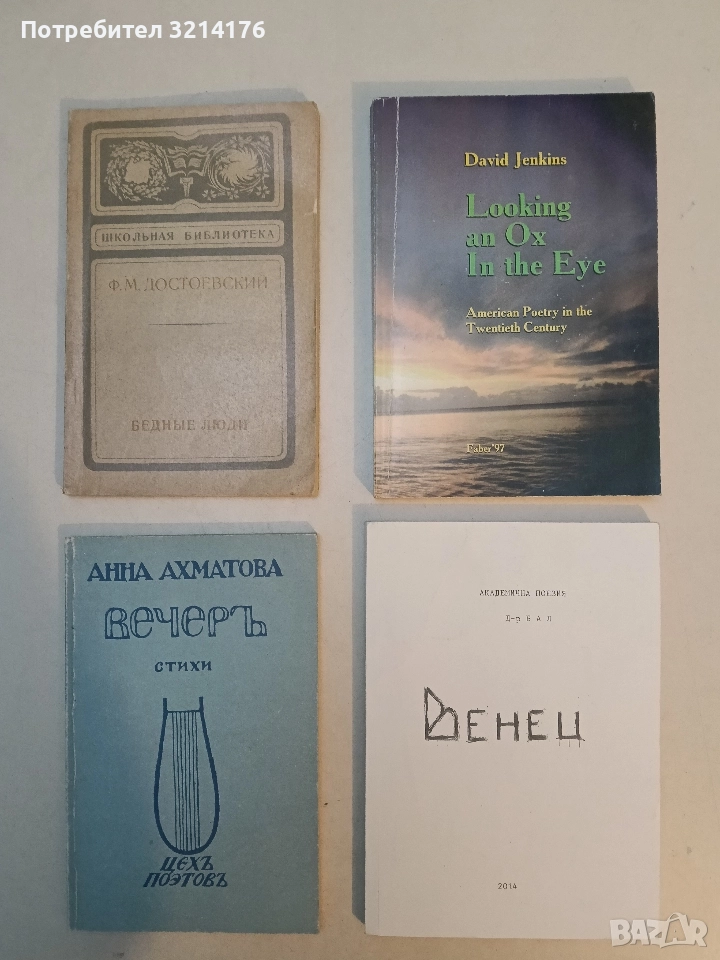 Потребител 3214176
ШКОЛЬНАЯ БИБЛИОТЕКА
Ф.М.ДОСТОЕВСКИЙ
БЕДНЫЕ ЛЮДИ
David Jenkins
Looking
an Ox
In the Eye
American Poetry in the
Twentieth Century
Faber'97
АННА АХМАТОВА
ВЕЧЕРЪ
СТИХИ
ЦЕХЪ
ПОЭТОВЪ
АКАДЕМИЧНА ПОЕЗИЯ
Д-р Б А Л
ВЕНЕЦ
2014
BAZAR